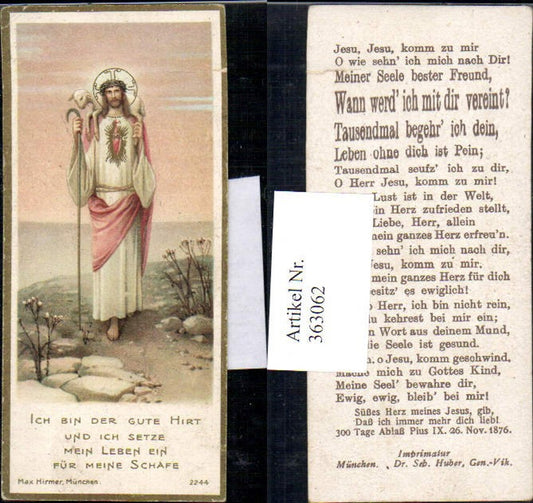 ICH BIN DER GUTE HIRT
UND ICH SETZE
MEIN LEBEN EIN
FÜR MEINE SCHAFE
Max Hirmer, München.
2244
Artikel Nr.
363062
Jesu, Jesu, komm zu mir
O wie sehn' ich mich nach Dir!
Meiner Seele bester Freund,
Wann werd' ich mit dir vereint?
Tausendmal begehr' ich dein,
Leben ohne dich ist Pein;
Tausendmal seufz' ich zu dir,
O Herr Jesu, komm zu mir!
Lust ist in der Welt,
Herz zufrieden stellt,
Liebe, Herr, allein
mein ganzes Herz erfreu'n.
sehn' ich mich nach dir,
komm zu mir.
mein ganzes Herz für dich
es ewiglich!
Herr, ich bin nicht rein,
kehrest bei mir ein;
Wort aus deinem Mund,
die Seele ist gesund.
o Jesu, komm geschwind,
mich zu Gottes Kind,
Meine Seel' bewahre dir,
Ewig, ewig, bleib' bei mir!
Süßes Herz meines Jesus, gib,
Daß ich immer mehr dich lieb!
300 Tage Ablaß Pius IX. 26. Nov. 1876.
Imprimatur
München. Dr. Seb. Huber, Gen.-Vik.